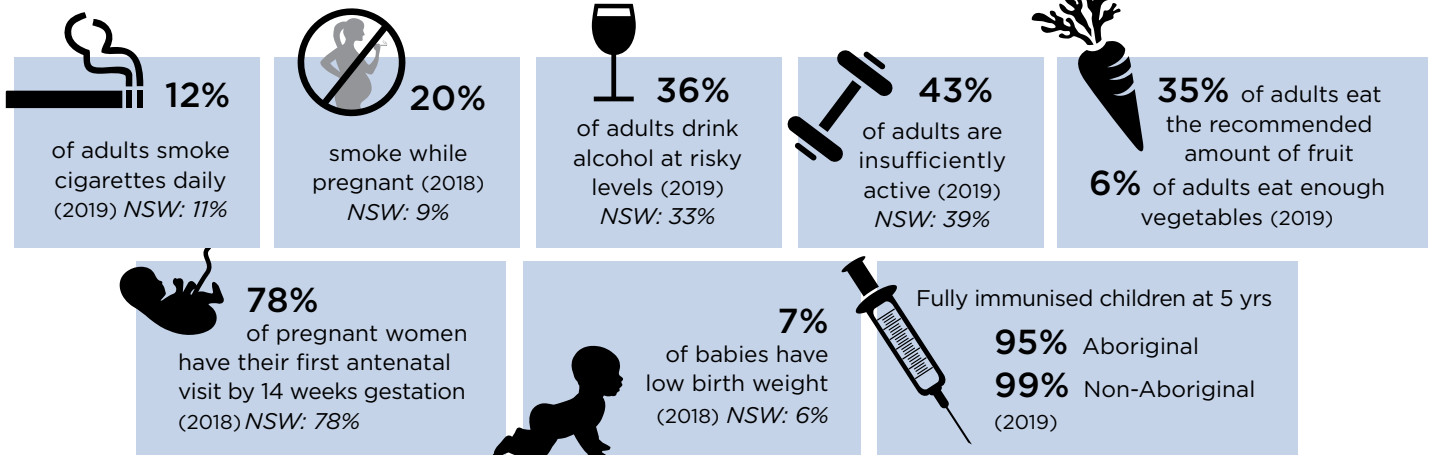 12%
of adults smoke
cigarettes daily
(2019) NSW: 11%
20%
smoke while
pregnant (2018)
NSW: 9%
36%
of adults drink
alcohol at risky
levels (2019)
NSW: 33%
43%
of adults are
insufficiently
active (2019)
NSW: 39%
35% of adults eat
the recommended
amount of fruit
6% of adults eat enough
vegetables (2019)
78%
of pregnant women
have their first antenatal
visit by 14 weeks gestation
(2018) NSW: 78%
7%
of babies have
low birth weight
(2018) NSW: 6%
Fully immunised children at 5 yrs
95% Aboriginal
99% Non-Aboriginal
(2019)